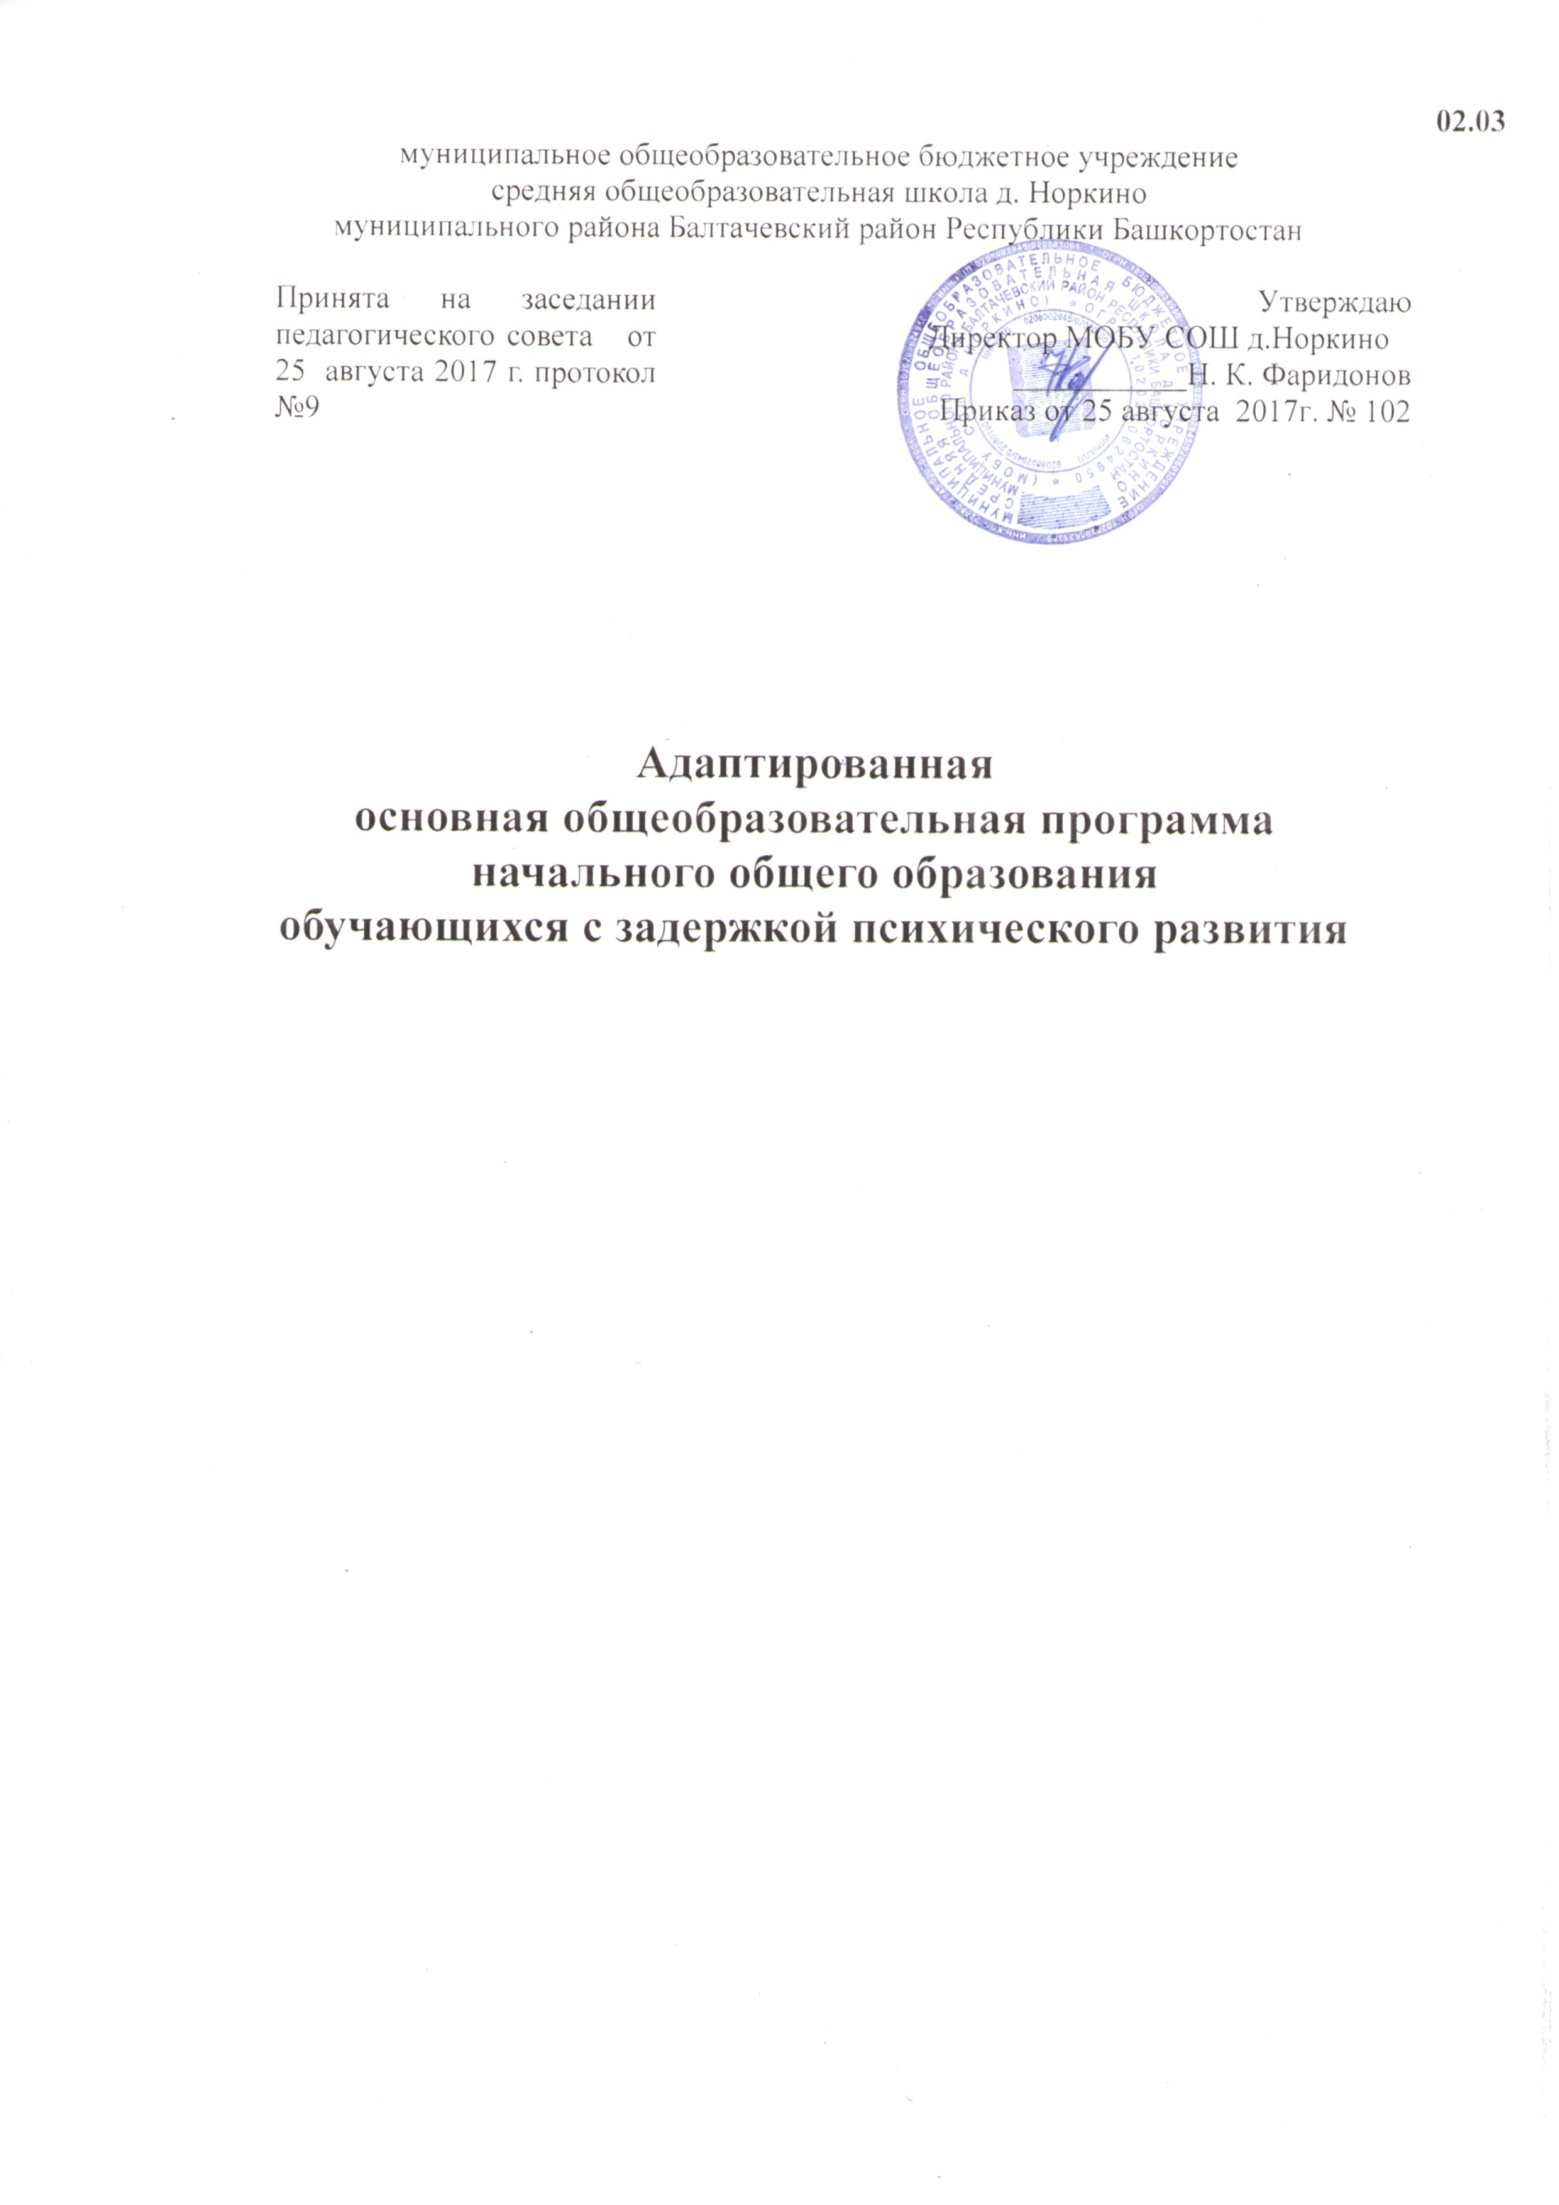 02.03
муниципальное общеобразовательное бюджетное учреждение
средняя общеобразовательная школа д. Норкино
муниципального района Балтачевский район Республики Башкортостан
Принята на заседании
педагогического совета от
25 августа 2017 г. протокол
№9
Утверждаю
Директор МОБУ СОШ д.Норкино
____________Н. К. Фаридонов
Приказ от 25 августа 2017г. № 102
Адаптированная
основная общеобразовательная программа
начального общего образования
обучающихся с задержкой психического развития